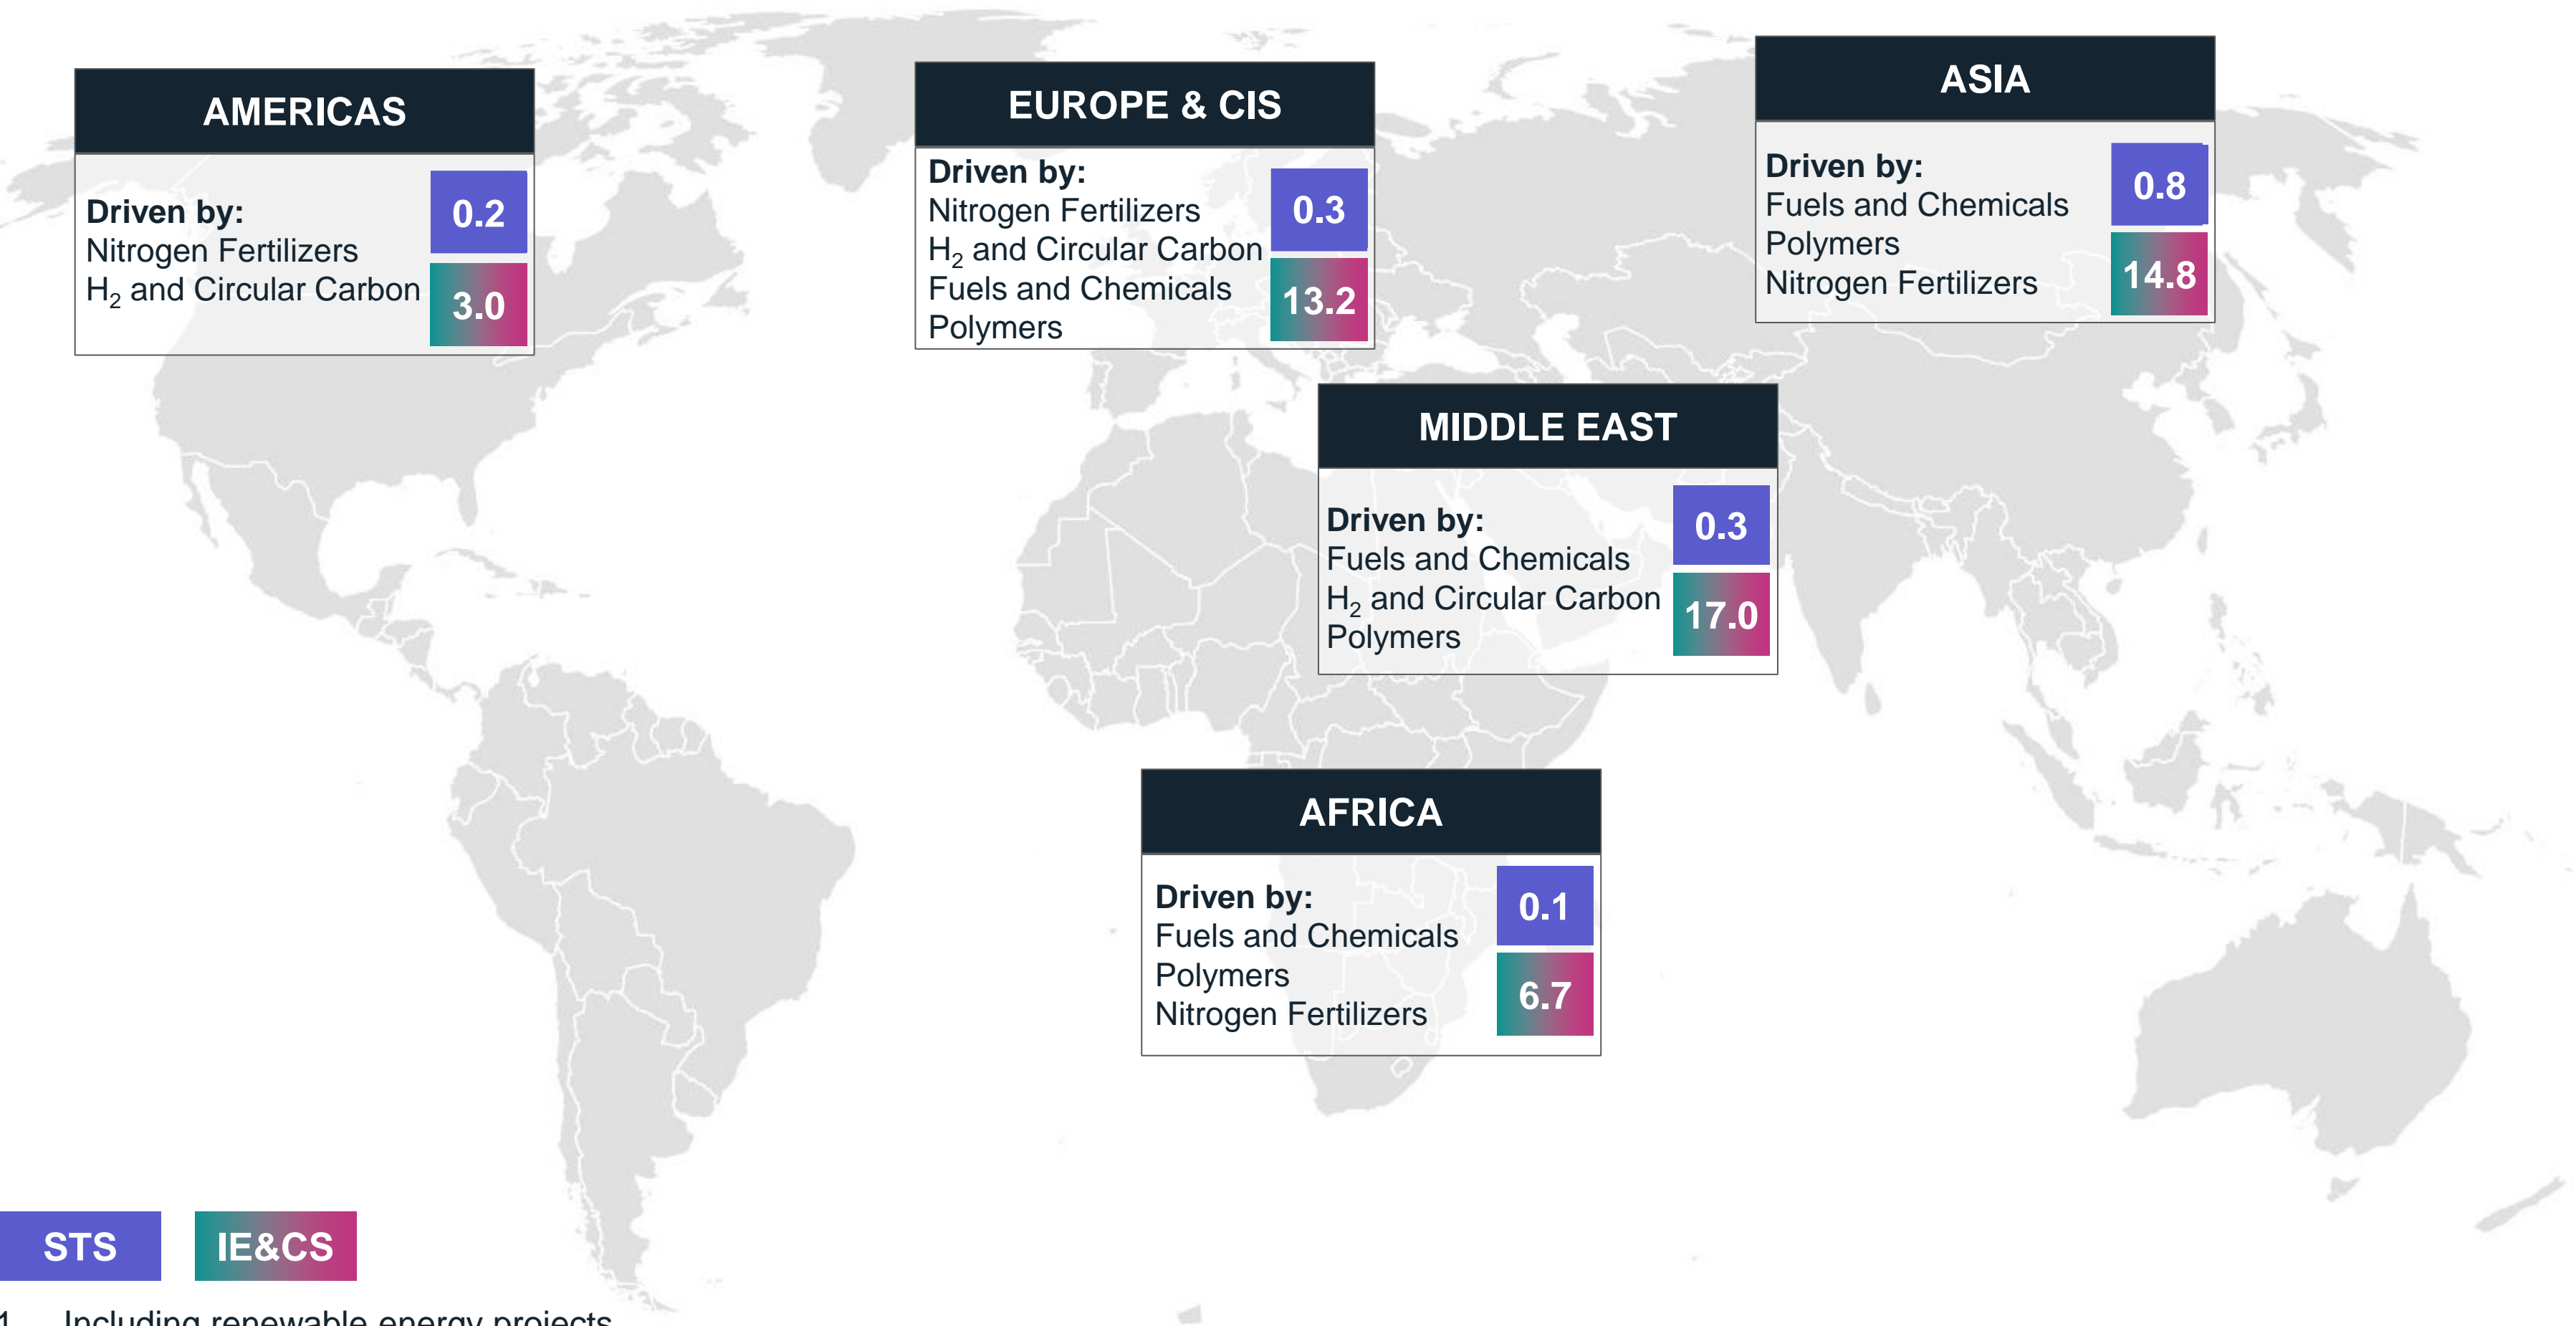 AMERICAS
Driven by:
Nitrogen Fertilizers
H₂ and Circular Carbon
0.2
3.0
EUROPE & CIS
Driven by:
Nitrogen Fertilizers
H₂ and Circular Carbon
Fuels and Chemicals
Polymers
0.3
13.2
ASIA
Driven by:
Fuels and Chemicals
Polymers
Nitrogen Fertilizers
0.8
14.8
MIDDLE EAST
Driven by:
Fuels and Chemicals
H₂ and Circular Carbon
Polymers
0.3
17.0
AFRICA
Driven by:
Fuels and Chemicals
Polymers
Nitrogen Fertilizers
0.1
6.7
STS
IE&CS
1 Including renewable energy projects